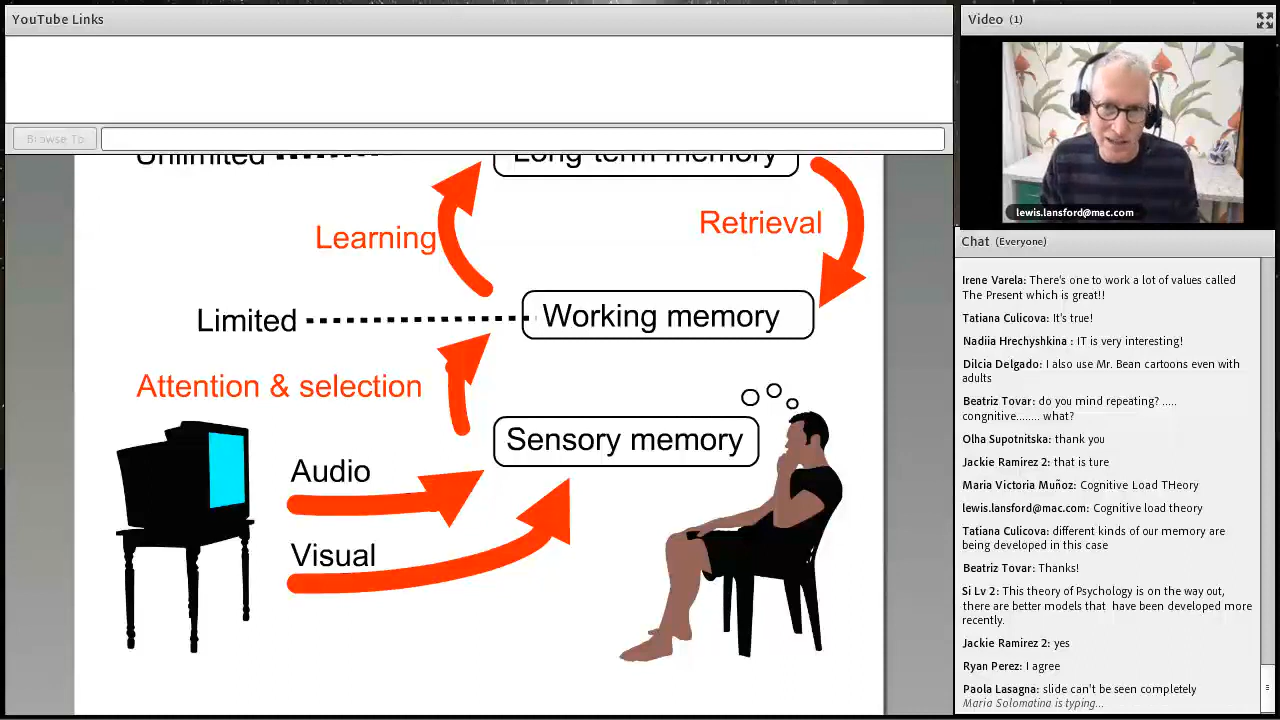 YouTube Links
Browse To
Unlimited
Long term memory
Learning
Retrieval
Limited
Working memory
Attention & selection
Sensory memory
Audio
Visual
Video (1)
lewis.lansford@mac.com
Chat (Everyone)
Irene Varela: There's one to work a lot of values called
The Present which is great!!
Tatiana Culicova: It's true!
Nadiia Hrechyshkina : IT is very interesting!
Dilcia Delgado: I also use Mr. Bean cartoons even with
adults
Beatriz Tovar: do you mind repeating? .....
congnitive........ what?
Olha Supotnitska: thank you
Jackie Ramirez 2: that is ture
Maria Victoria Muñoz: Cognitive Load THeory
lewis.lansford@mac.com: Cognitive load theory
Tatiana Culicova: different kinds of our memory are
being developed in this case
Beatriz Tovar: Thanks!
Si Lv 2: This theory of Psychology is on the way out,
there are better models that have been developed more
recently.
Jackie Ramirez 2: yes
Ryan Perez: I agree
Paola Lasagna: slide can't be seen completely
Maria Solomatina is typing...